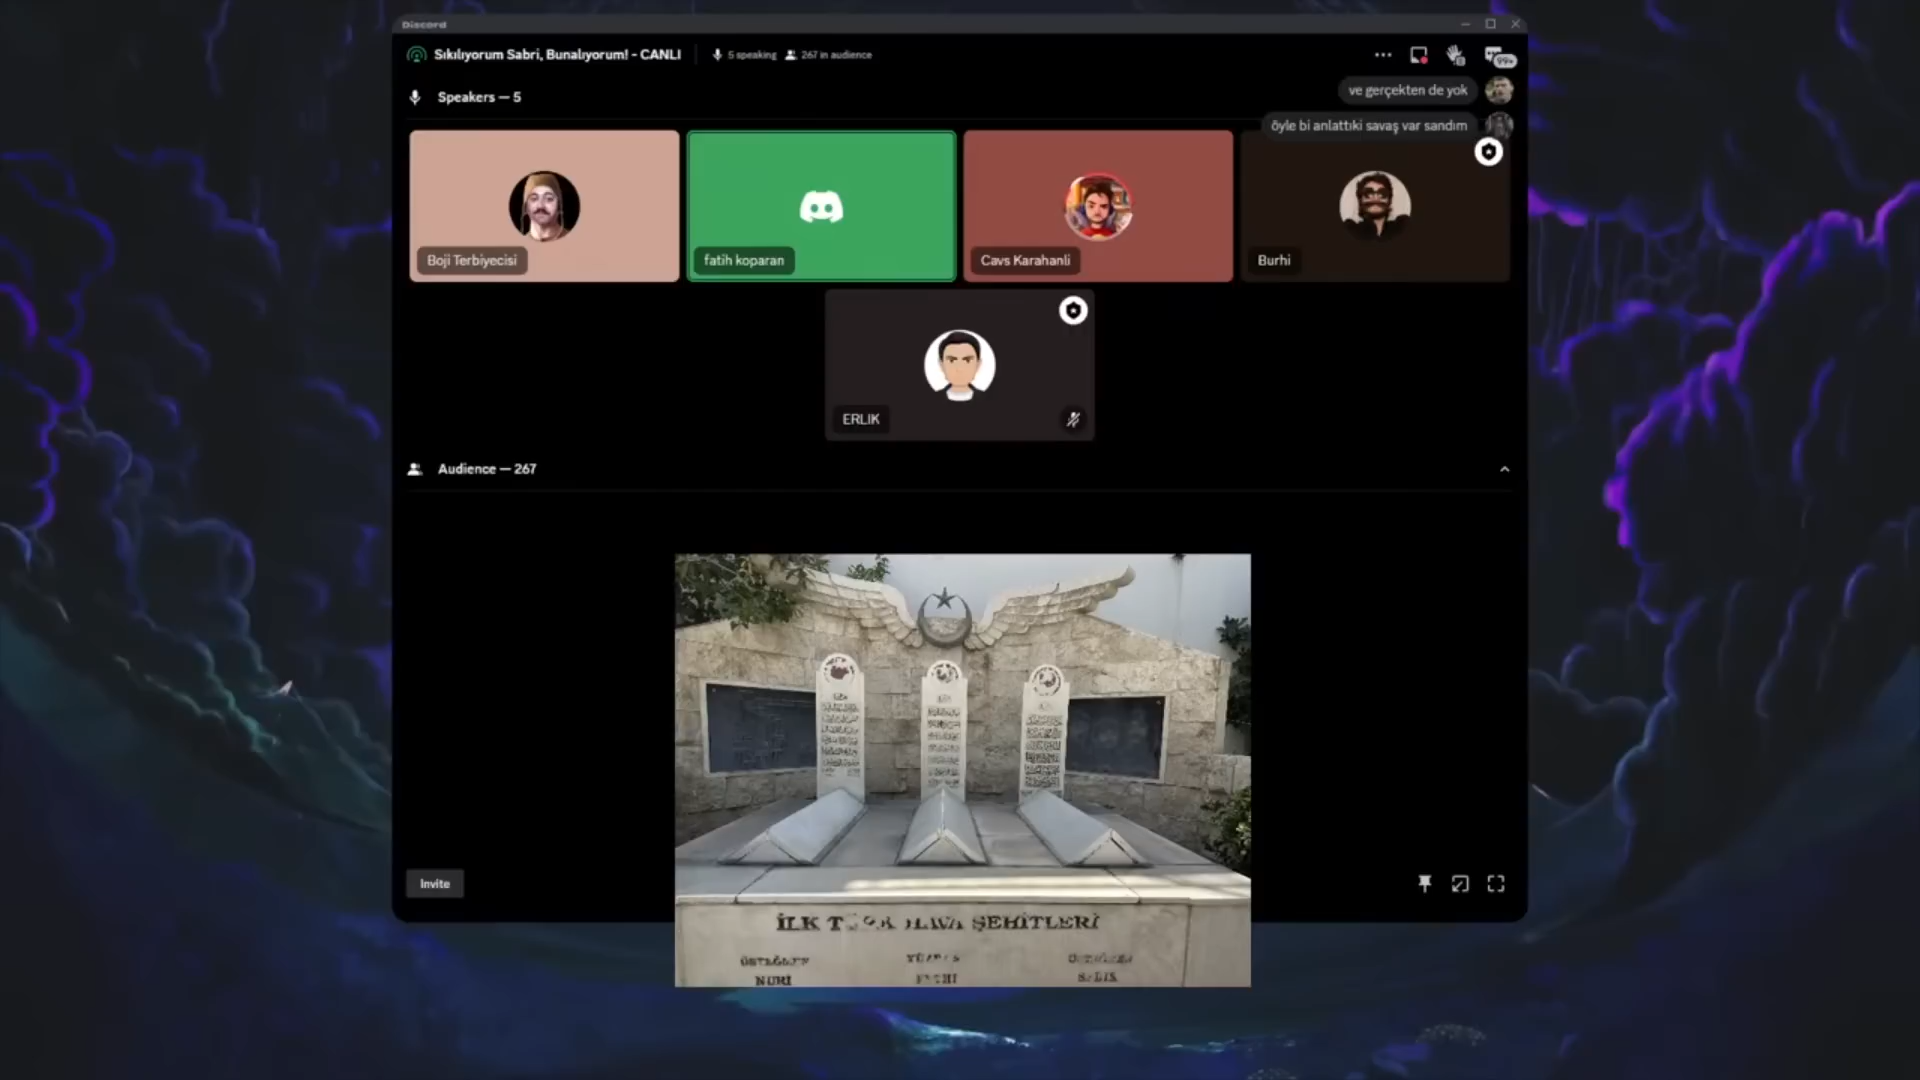 Discord
Sıkılıyorum Sabri, Bunalıyorum! - CANLI
5 speaking
267 in audience
99+
ve gerçekten de yok
Speakers — 5
öyle bi anlattıki savaş var sandım
Boji Terbiyecisi
fatih koparan
Cavs Karahanli
Burhi
ERLIK
Audience — 267
Invite
İLK ŞEHİTLERİ
NURİ